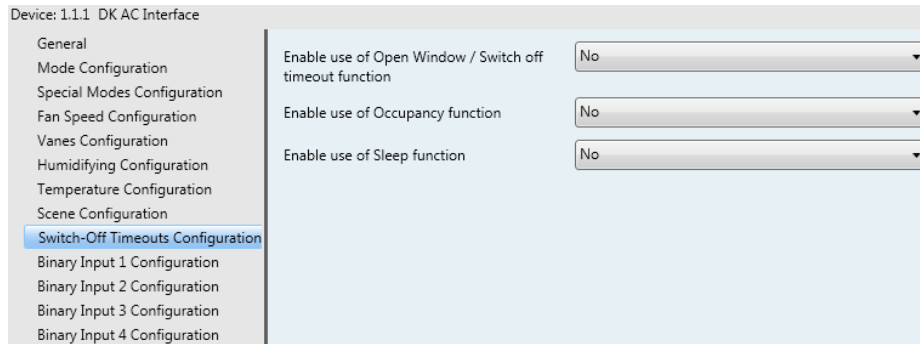 Device: 1.1.1 DK AC Interface
General
Mode Configuration
Special Modes Configuration
Fan Speed Configuration
Vanes Configuration
Humidifying Configuration
Temperature Configuration
Scene Configuration
Switch-Off Timeouts Configuration
Binary Input 1 Configuration
Binary Input 2 Configuration
Binary Input 3 Configuration
Binary Input 4 Configuration
Enable use of Open Window / Switch off
timeout function
No
Enable use of Occupancy function
No
Enable use of Sleep function
No